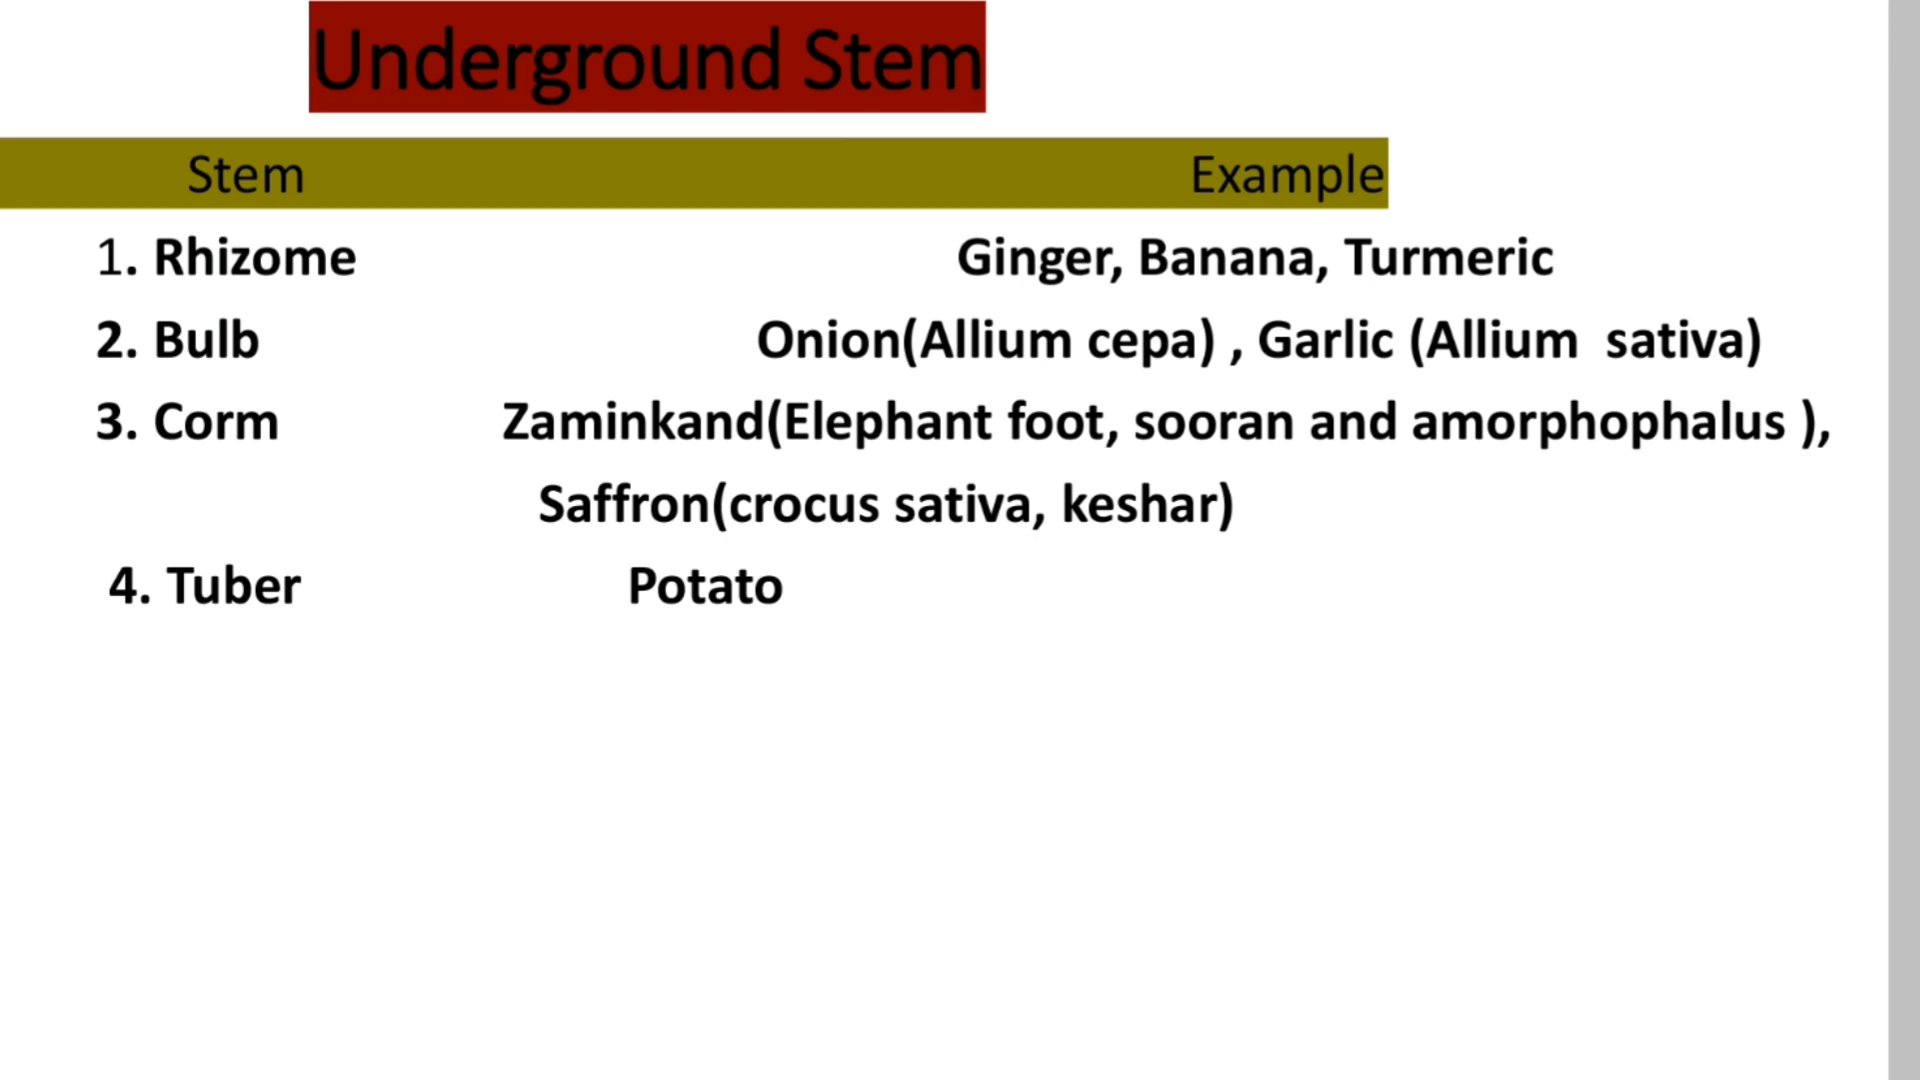 Underground Stem
Stem Example
1. Rhizome Ginger, Banana, Turmeric
2. Bulb Onion(Allium cepa) , Garlic (Allium sativa)
3. Corm Zaminkand(Elephant foot, sooran and amorphophalus ),
Saffron(crocus sativa, keshar)
4. Tuber Potato